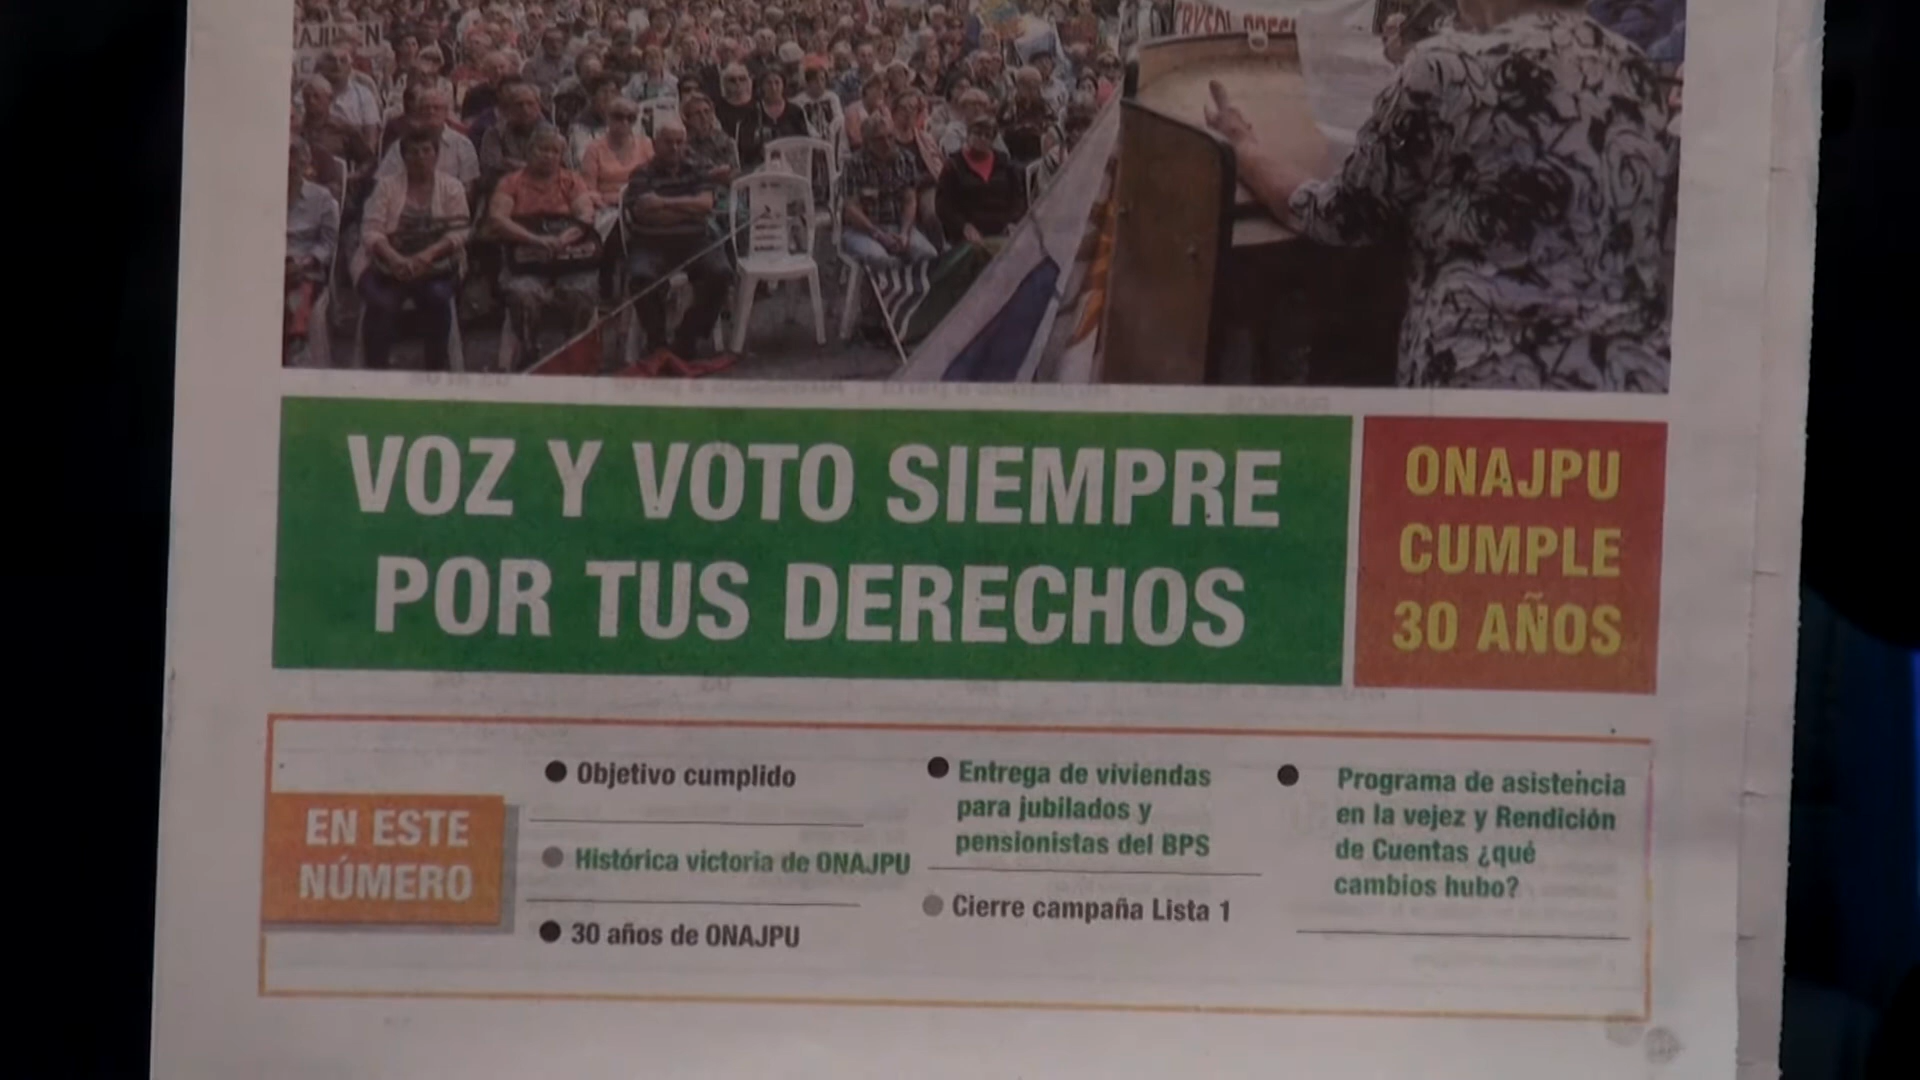 VOZ Y VOTO SIEMPRE
POR TUS DERECHOS
ONAJPU
CUMPLE
30 AÑOS
EN ESTE
NÚMERO
Objetivo cumplido
Histórica victoria de ONAJPU
30 años de ONAJPU
Entrega de viviendas
para jubilados y
pensionistas del BPS
Cierre campaña Lista 1
Programa de asistencia
en la vejez y Rendición
de Cuentas ¿qué
cambios hubo?